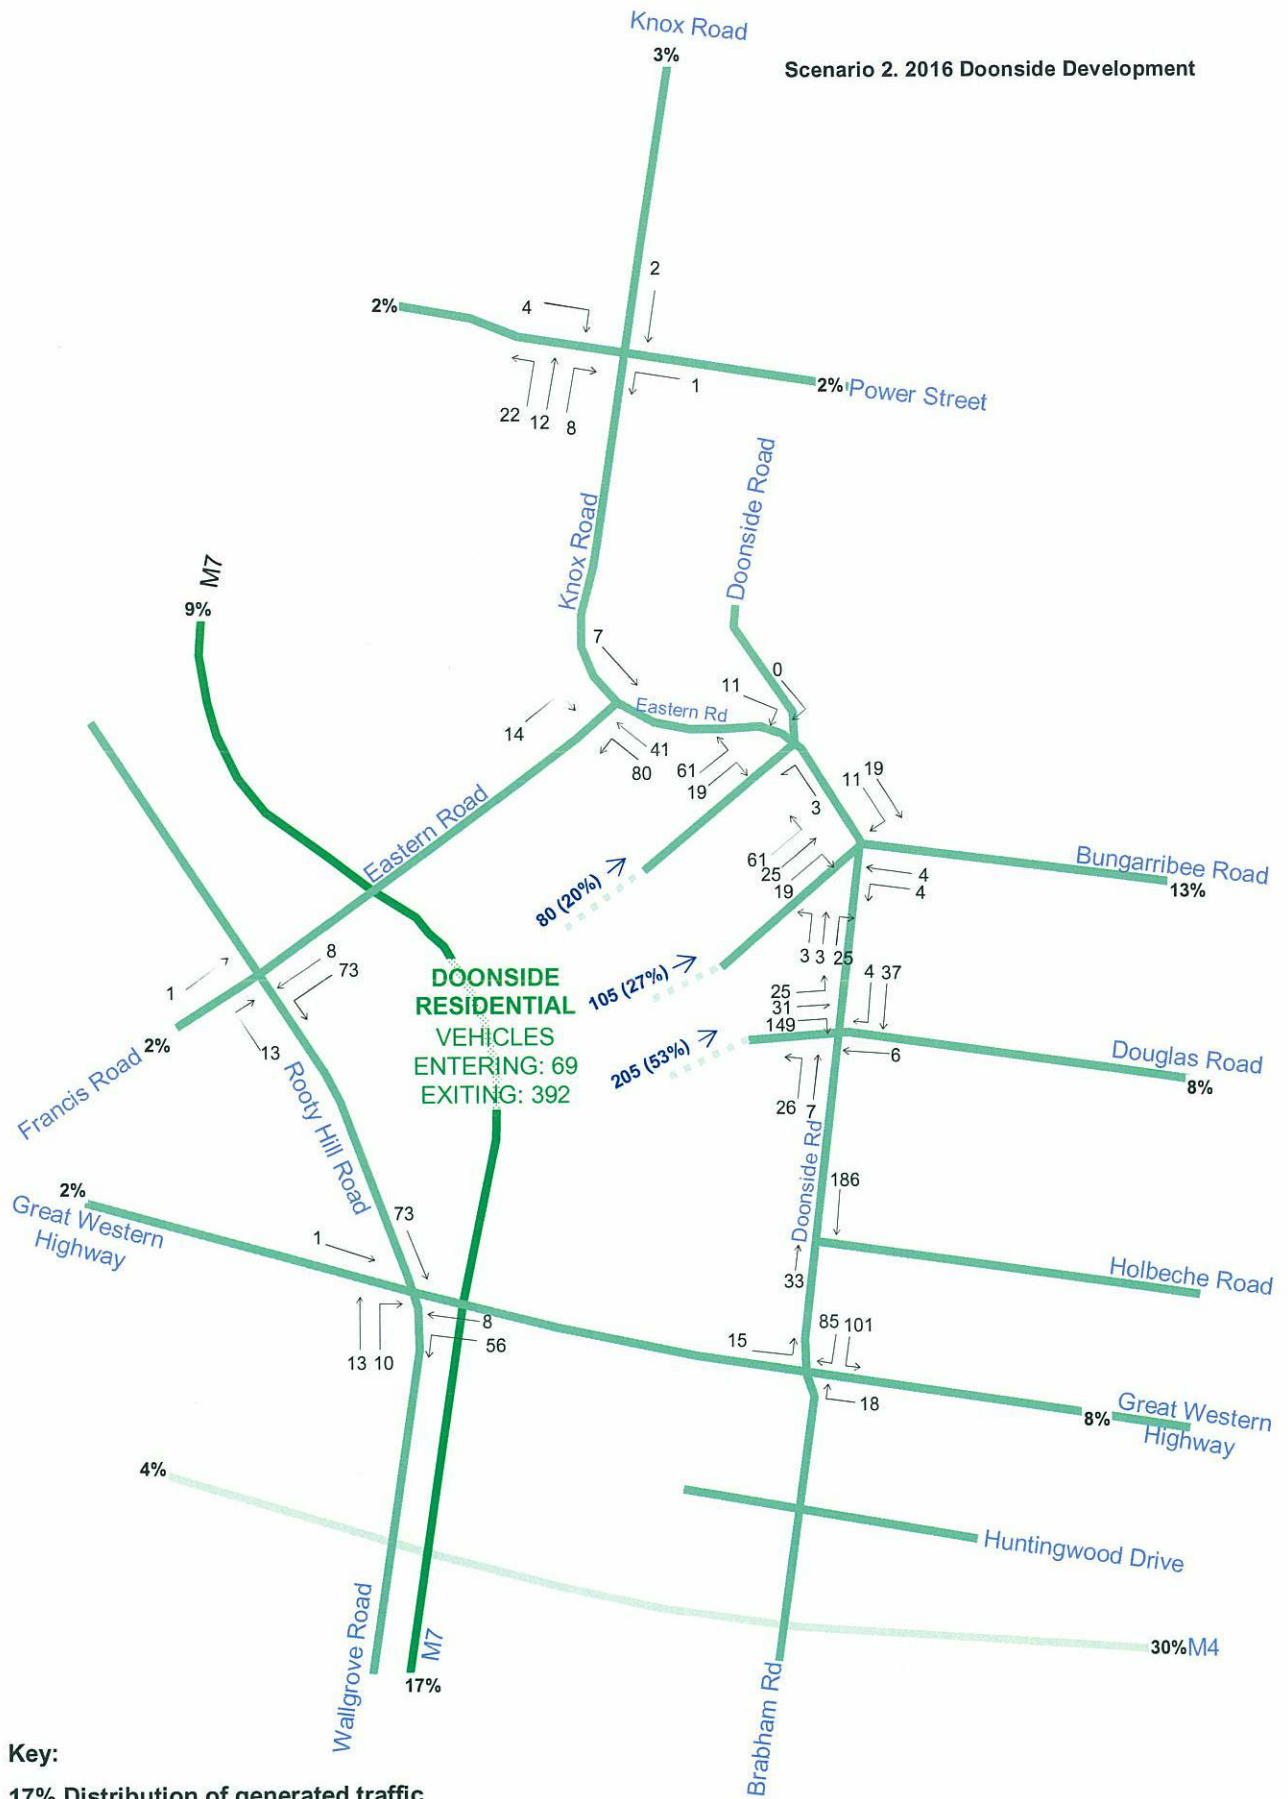 Knox Road
3%
Scenario 2. 2016 Doonside Development
2
2%
4
22
12
8
1
2%
Power Street
Knox Road
Doonside Road
M7
9%
7
0
11
Eastern Rd
14
41
80
61
19
3
11
19
Eastern Road
61
25
19
4
4
Bungarribee Road
13%
80 (20%)
3
3
25
8
73
1
13
2%
Francis Road
Rooty Hill Road
DOONSIDE
RESIDENTIAL
VEHICLES
ENTERING: 69
EXITING: 392
105 (27%)
205 (53%)
25
31
149
4
37
6
26
7
Douglas Road
8%
Doonside Rd
186
33
Holbeche Road
2%
Great Western
Highway
1
73
13
10
8
56
15
85
101
18
8%
Great Western
Highway
4%
Huntingwood Drive
30%
M4
Wallgrove Road
M7
17%
Brabham Rd
Key:
17% Distribution of generated traffic